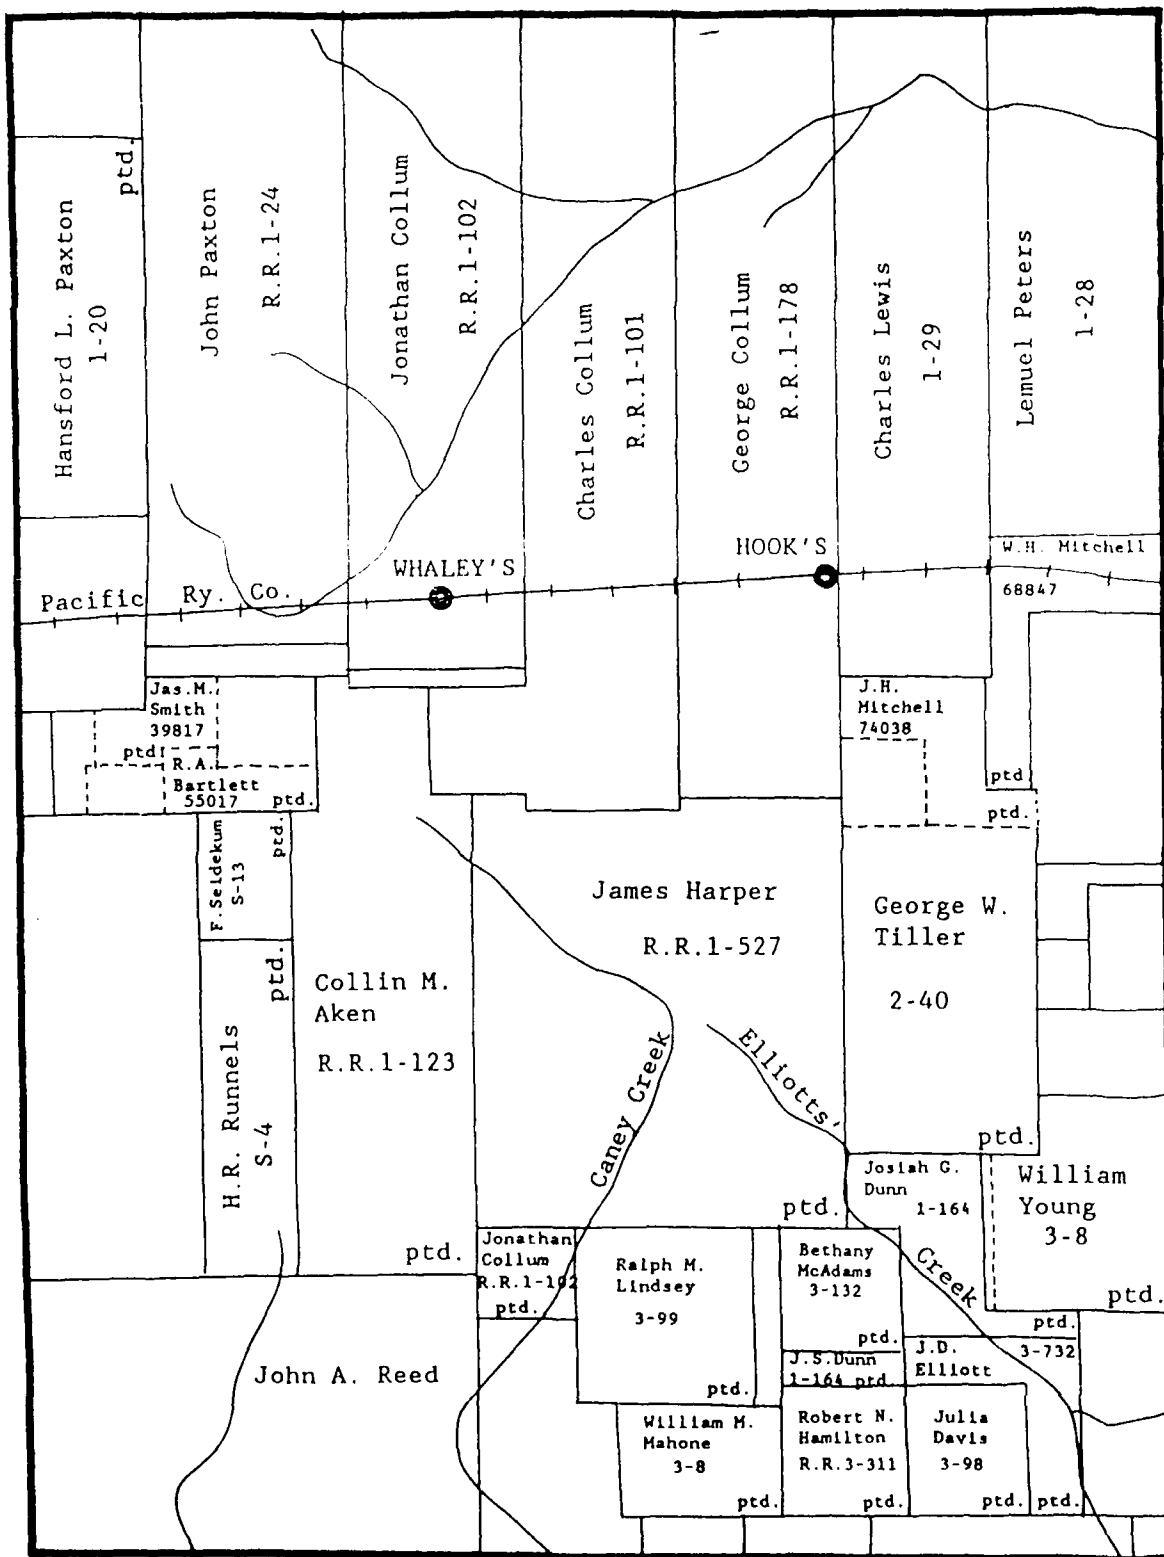 Hansford L. Paxton
1-20
ptd.
John Paxton
R.R.1-24
Jonathan Collum
R.R.1-102
Charles Collum
R.R.1-101
George Collum
R.R.1-178
Charles Lewis
1-29
Lemuel Peters
1-28
HOOK'S
W.H. Mitchell
68847
WHALEY'S
Pacific Ry. Co.
Jas.M.
Smith
39817
ptd
R.A.
Bartlett
55017
ptd.
J.H.
Mitchell
74038
ptd
ptd.
F.Seidekum
S-13
ptd.
H.R. Runnels
S-4
ptd.
Collin M.
Aken
R.R.1-123
ptd.
James Harper
R.R.1-527
ptd.
George W.
Tiller
2-40
ptd.
Caney Creek
Elliotts'
Creek
Josiah G.
Dunn
1-164
William
Young
3-8
ptd.
Jonathan
Collum
R.R.1-102
ptd.
Ralph M.
Lindsey
3-99
ptd.
Bethany
McAdams
3-132
ptd.
J.S.Dunn
1-164 ptd
J.D.
Elliott
ptd.
3-732
John A. Reed
William M.
Mahone
3-8
ptd.
Robert N.
Hamilton
R.R.3-311
ptd.
Julia
Davis
3-98
ptd.
ptd.